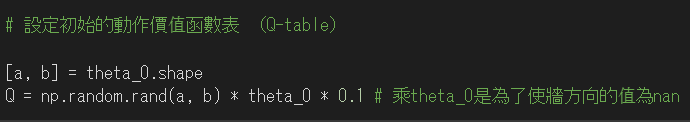 # 設定初始的動作價值函數表 （Q-table）
[a, b] = theta_0.shape
Q = np.random.rand(a, b) * theta_0 * 0.1 # 乘theta_0是為了使牆方向的值為nan